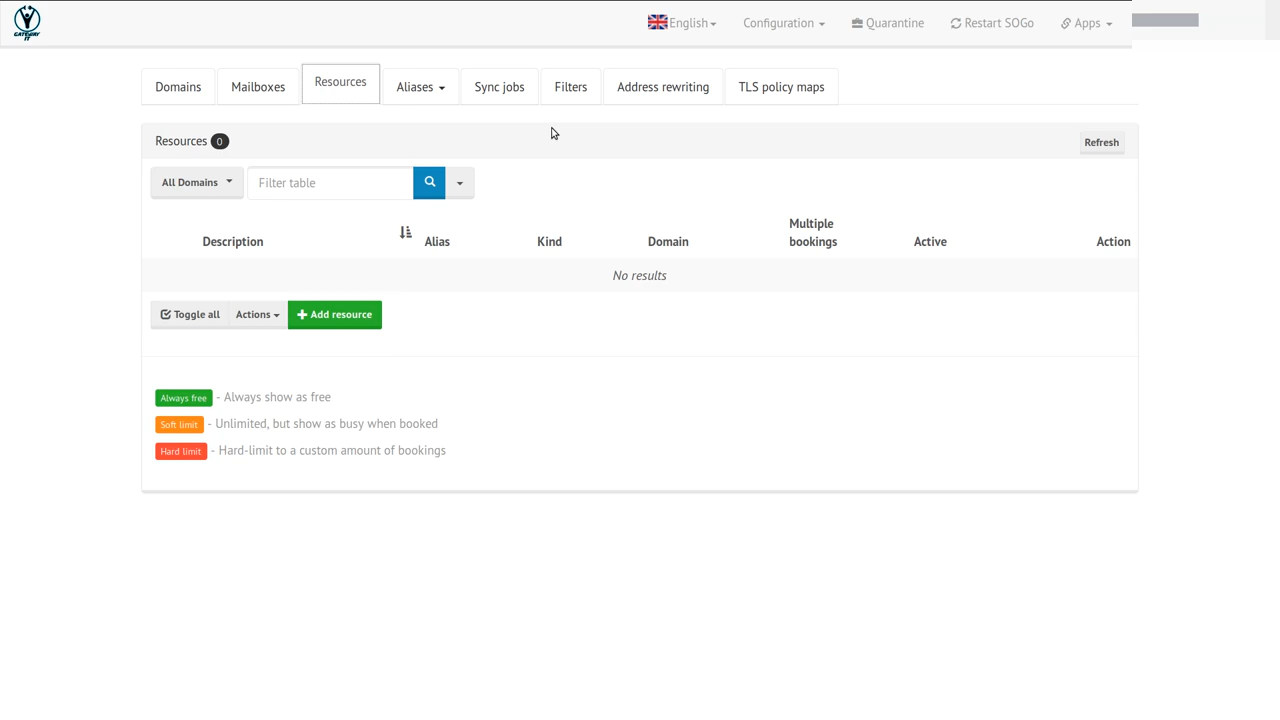 GATEWAY IT
English Configuration Quarantine Restart SOGo Apps
Domains Mailboxes Resources Aliases Sync jobs Filters Address rewriting TLS policy maps
Resources 0 Refresh
All Domains Filter table
Description Alias Kind Domain Multiple bookings Active Action
No results
Toggle all Actions Add resource
Always free - Always show as free
Soft limit - Unlimited, but show as busy when booked
Hard limit - Hard-limit to a custom amount of bookings